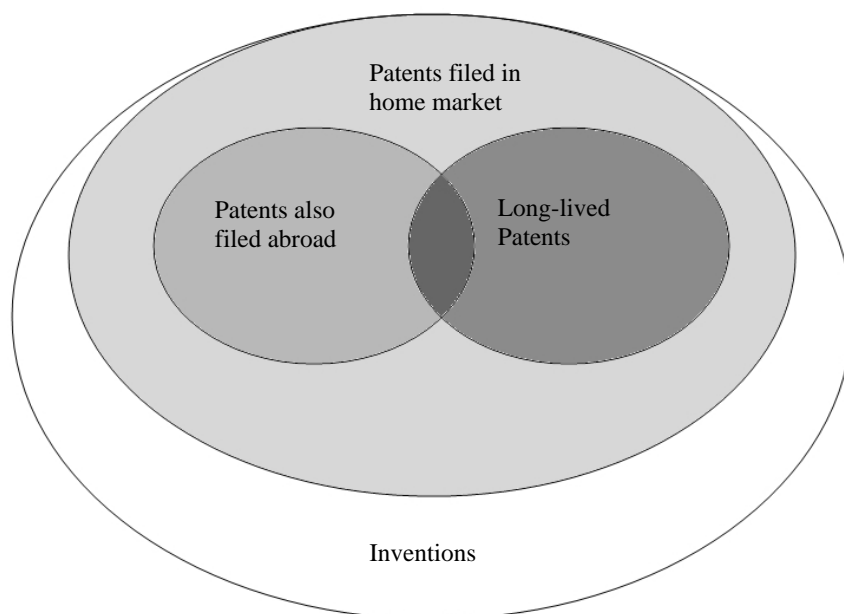 Patents filed in
home market
Patents also
filed abroad
Long-lived
Patents
Inventions